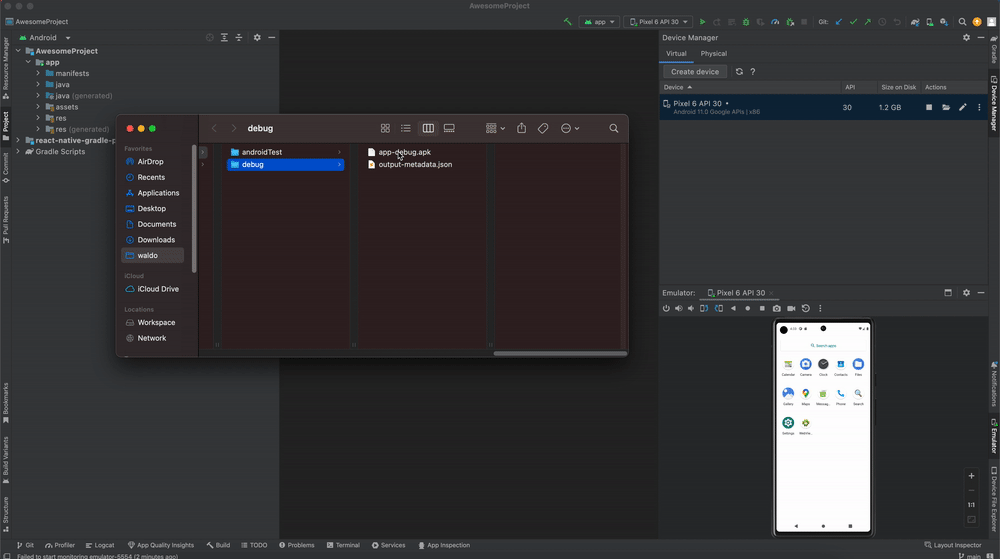 AwesomeProject
AwesomeProject
app
Pixel 6 API 30
Git:
Android
AwesomeProject
app
manifests
java
java (generated)
assets
res
res (generated)
react-native-gradle-p
Gradle Scripts
Resource Manager
Project
Commit
Pull Requests
Bookmarks
Build Variants
Structure
debug
Favorites
AirDrop
Recents
Applications
Desktop
Documents
Downloads
waldo
iCloud
iCloud Drive
Locations
Workspace
Network
androidTest
debug
app-debug.apk
output-metadata.json
Device Manager
Virtual
Physical
Create device
Device
API
Size on Disk
Actions
Pixel 6 API 30
Android 11.0 Google APIs | x86
30
1.2 GB
Emulator:
Pixel 6 API 30
Search apps
Calendar
Camera
Clock
Contacts
Files
Gallery
Maps
Phone
Search
Settings
1:1
Gradle
Device Manager
Notifications
Emulator
Device File Explorer
Git
Profiler
Logcat
App Quality Insights
Build
TODO
Problems
Terminal
Services
App Inspection
Layout Inspector
Failed to start monitoring emulator-5554 (2 minutes ago)
main